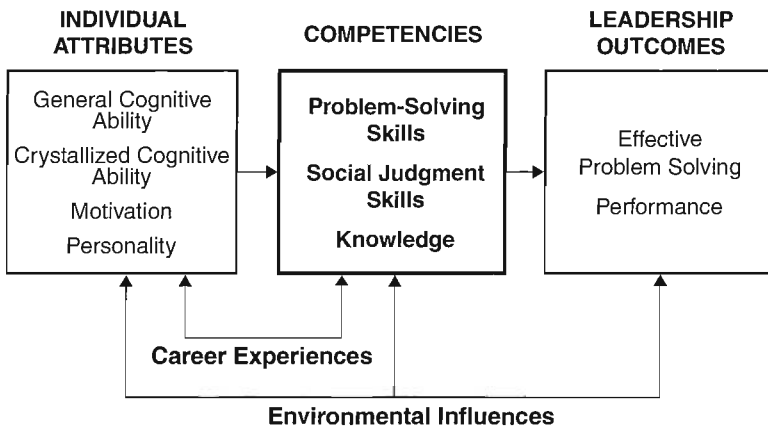 INDIVIDUAL
ATTRIBUTES
General Cognitive
Ability
Crystallized Cognitive
Ability
Motivation
Personality
COMPETENCIES
Problem-Solving
Skills
Social Judgment
Skills
Knowledge
LEADERSHIP
OUTCOMES
Effective
Problem Solving
Performance
Career Experiences
Environmental Influences